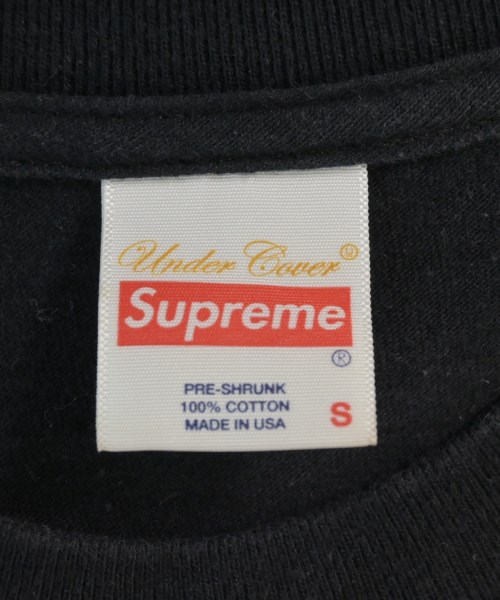 Under Cover Ⓤ
Supreme
®
PRE-SHRUNK
100% COTTON
MADE IN USA
S